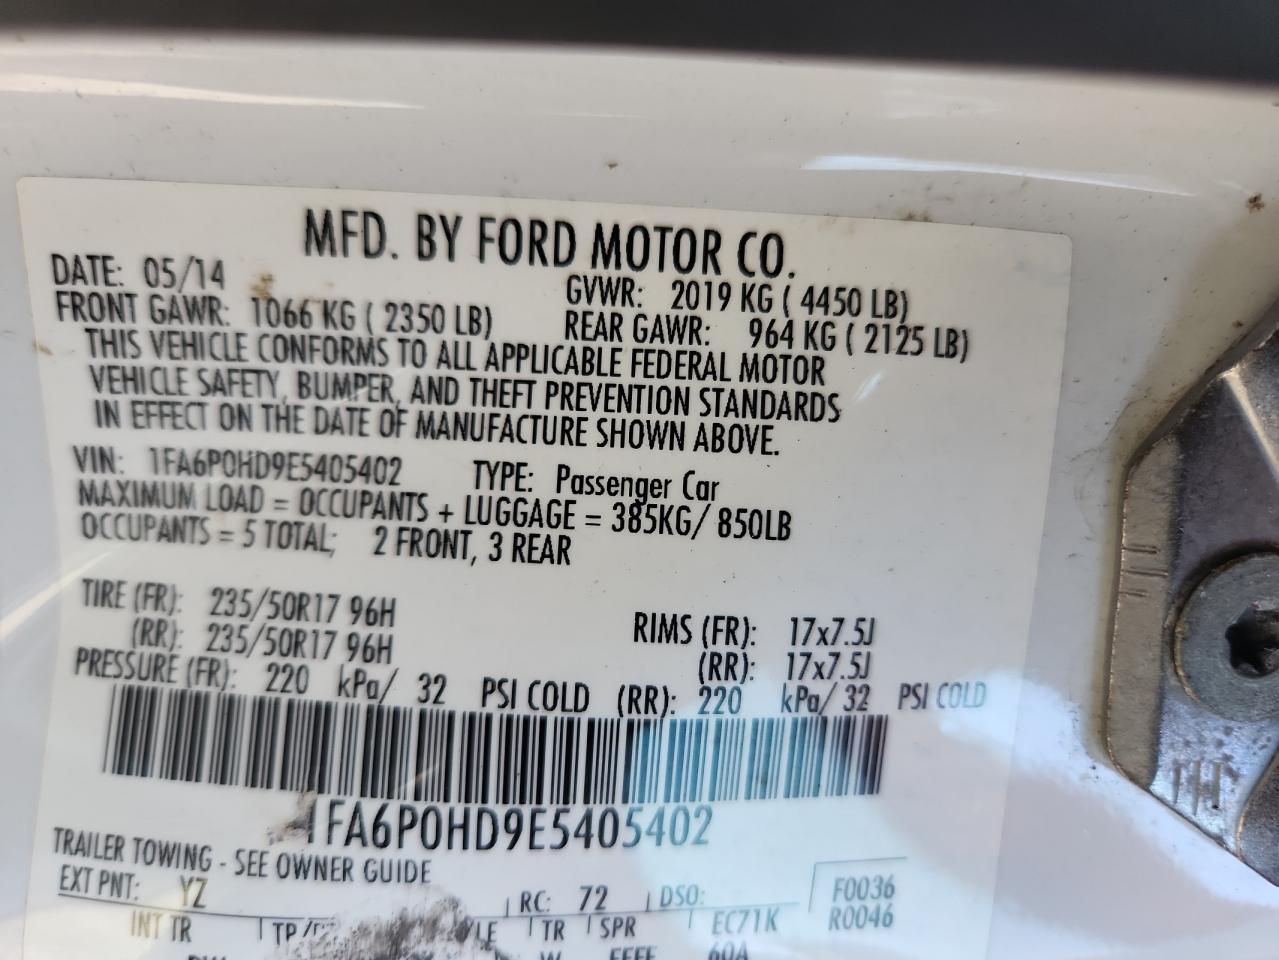 MFD. BY FORD MOTOR CO.
DATE: 05/14 GVWR: 2019 KG ( 4450 LB)
FRONT GAWR: 1066 KG ( 2350 LB) REAR GAWR: 964 KG ( 2125 LB)
THIS VEHICLE CONFORMS TO ALL APPLICABLE FEDERAL MOTOR
VEHICLE SAFETY, BUMPER, AND THEFT PREVENTION STANDARDS
IN EFFECT ON THE DATE OF MANUFACTURE SHOWN ABOVE.
VIN: 1FA6P0HD9E5405402 TYPE: Passenger Car
MAXIMUM LOAD = OCCUPANTS + LUGGAGE = 385KG/ 850LB
OCCUPANTS = 5 TOTAL; 2 FRONT, 3 REAR
TIRE (FR): 235/50R17 96H RIMS (FR): 17x7.5J
(RR): 235/50R17 96H (RR): 17x7.5J
PRESSURE (FR): 220 kPa/ 32 PSI COLD (RR): 220 kPa/ 32 PSI COLD
1FA6P0HD9E5405402
TRAILER TOWING - SEE OWNER GUIDE
EXT PNT: YZ RC: 72 DSO: F0036
INT TR TP/ LE TR SPR EC71K R0046
W 60A